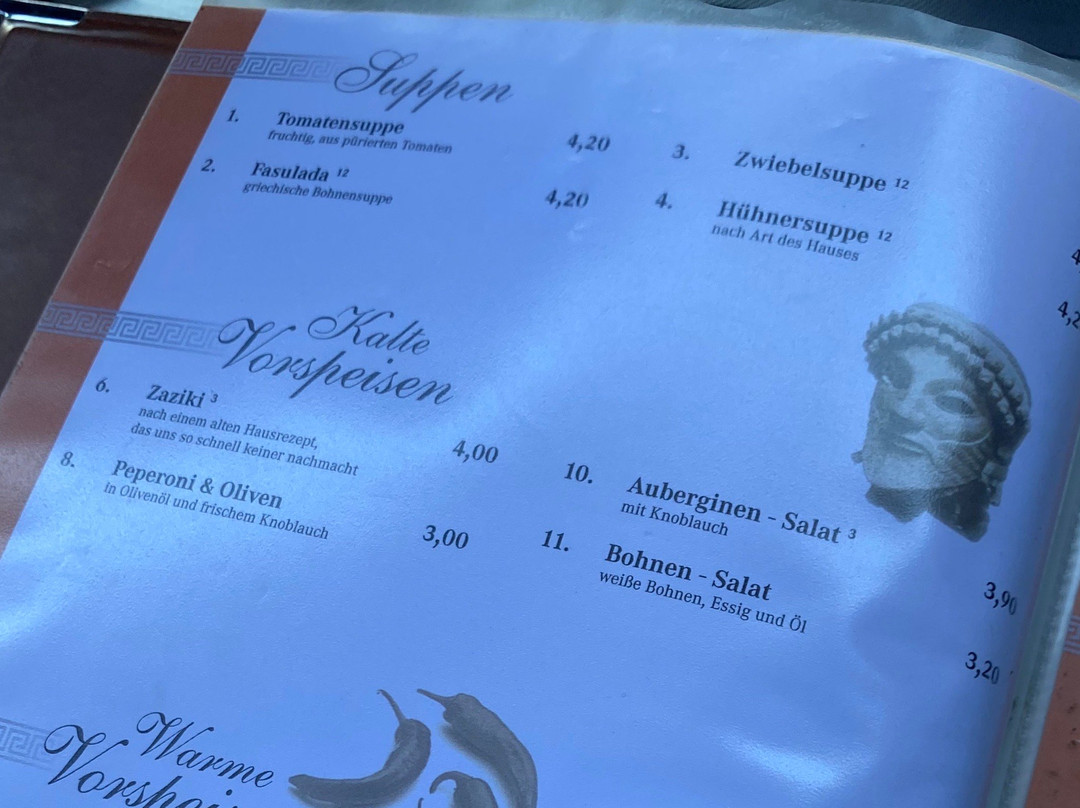 Suppen
1. Tomatensuppe 4,20
fruchtig, aus pürierten Tomaten
2. Fasulada 12 4,20
griechische Bohnensuppe
3. Zwiebelsuppe 12
4. Hühnersuppe 12
nach Art des Hauses
4,2
Kalte
Vorspeisen
6. Zaziki 3 4,00
nach einem alten Hausrezept,
das uns so schnell keiner nachmacht
8. Peperoni & Oliven 3,00
in Olivenöl und frischem Knoblauch
10. Auberginen - Salat 3 3,90
mit Knoblauch
11. Bohnen - Salat 3,20
weiße Bohnen, Essig und Öl
Warme